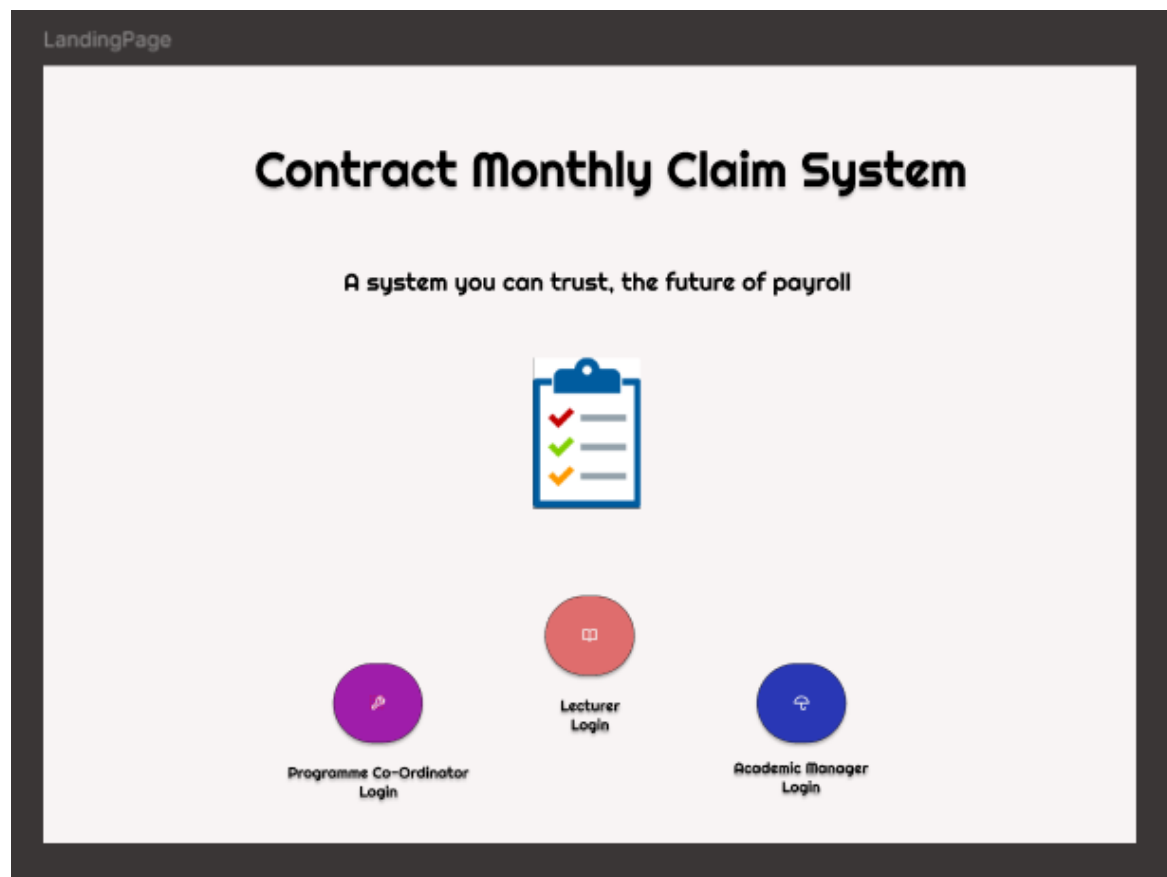 LandingPage
Contract Monthly Claim System
A system you can trust, the future of payroll
Lecturer
Login
Programme Co-Ordinator
Login
Academic Manager
Login